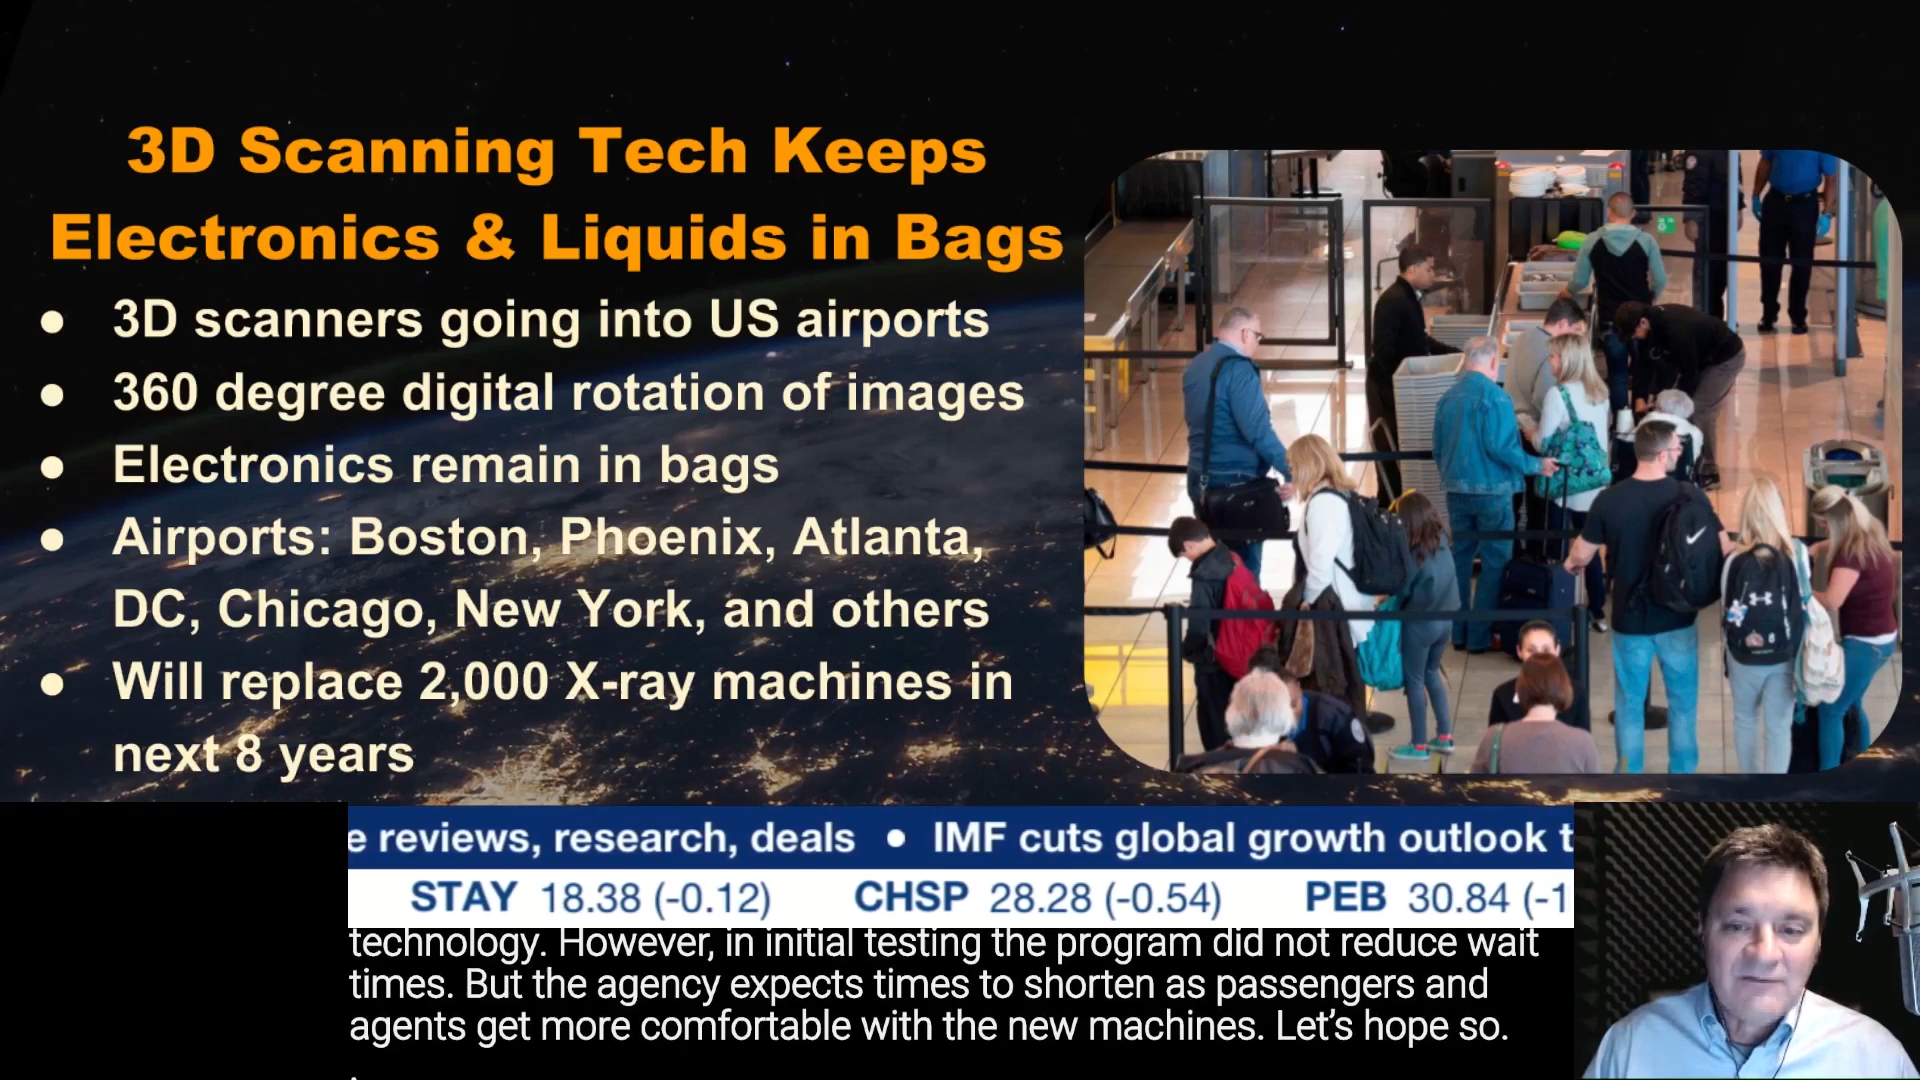 3D Scanning Tech Keeps
Electronics & Liquids in Bags
● 3D scanners going into US airports
● 360 degree digital rotation of images
● Electronics remain in bags
● Airports: Boston, Phoenix, Atlanta,
DC, Chicago, New York, and others
● Will replace 2,000 X-ray machines in
next 8 years
e reviews, research, deals ● IMF cuts global growth outlook t
STAY 18.38 (-0.12) CHSP 28.28 (-0.54) PEB 30.84 (-1
technology. However, in initial testing the program did not reduce wait
times. But the agency expects times to shorten as passengers and
agents get more comfortable with the new machines. Let’s hope so.